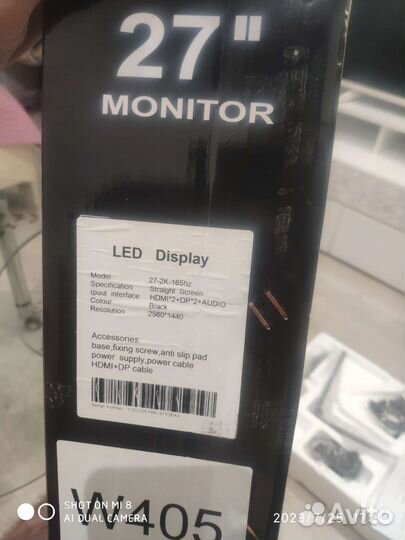 27"
MONITOR
LED Display
Model 27-2K-165hz
Specification Straight Screen
Ipuut interface HDMI*2+DP*2+AUDIO
Colour Black
Resolution 2560*1440
Accessories:
base,fixing screw,anti slip pad
power supply,power cable
HDMI+DP cable
Serial number
W405
SHOT ON MI 8
AI DUAL CAMERA
Avito